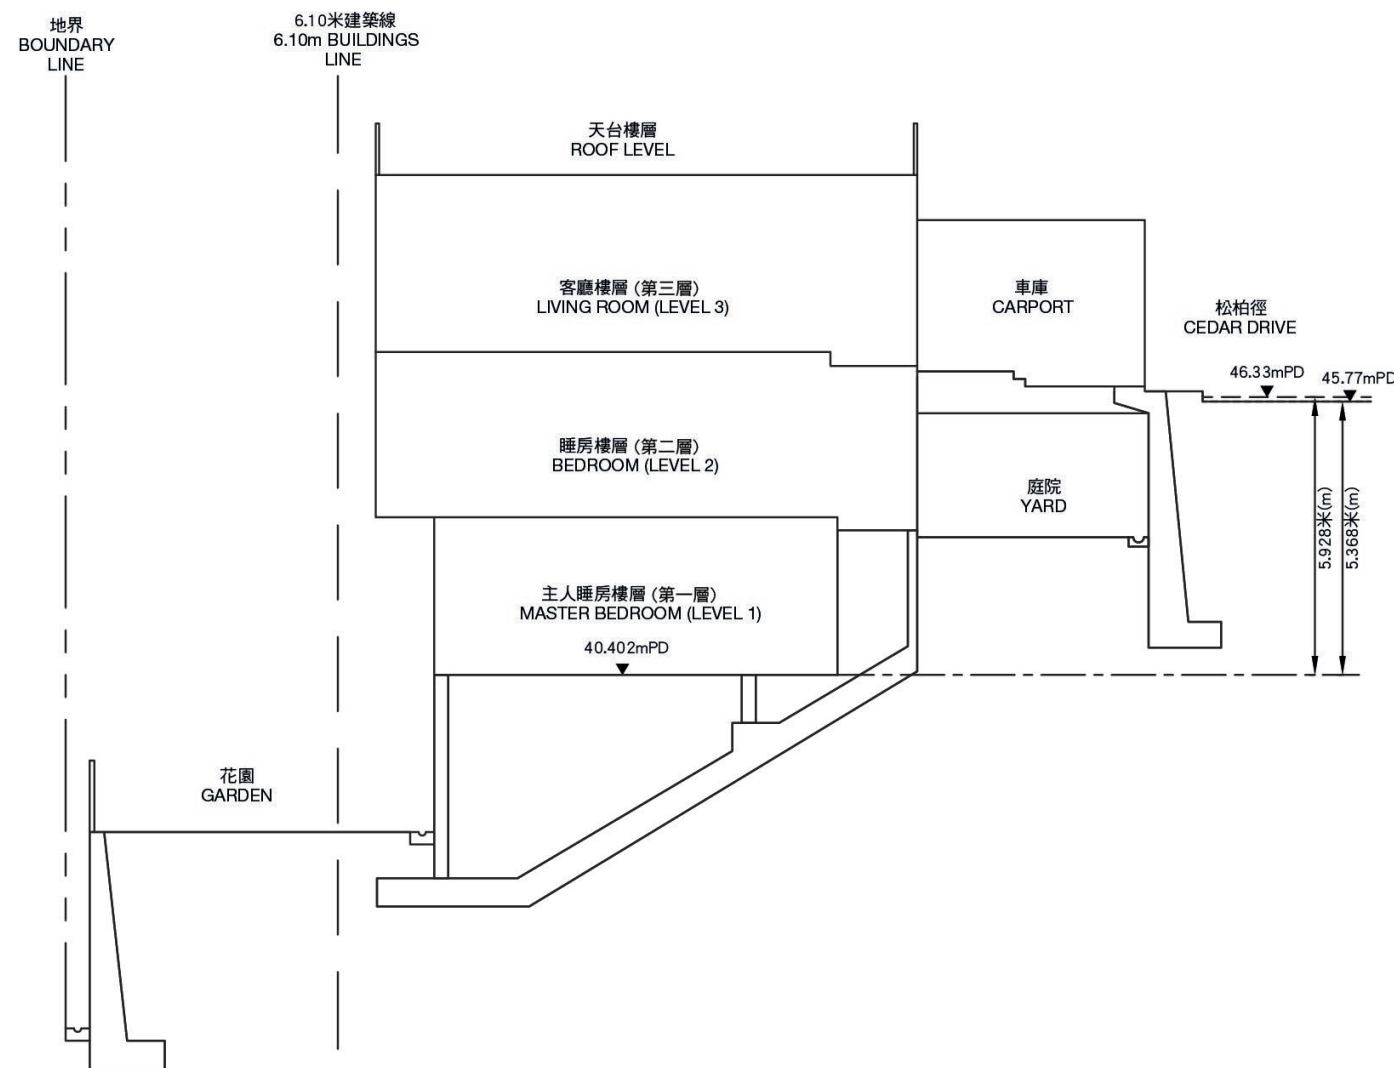 地界
BOUNDARY
LINE
6.10米建築線
6.10m BUILDINGS
LINE
天台樓層
ROOF LEVEL
客廳樓層 (第三層)
LIVING ROOM (LEVEL 3)
車庫
CARPORT
松柏徑
CEDAR DRIVE
46.33mPD
45.77mPD
睡房樓層 (第二層)
BEDROOM (LEVEL 2)
庭院
YARD
5.928米(m)
5.368米(m)
主人睡房樓層 (第一層)
MASTER BEDROOM (LEVEL 1)
40.402mPD
花園
GARDEN